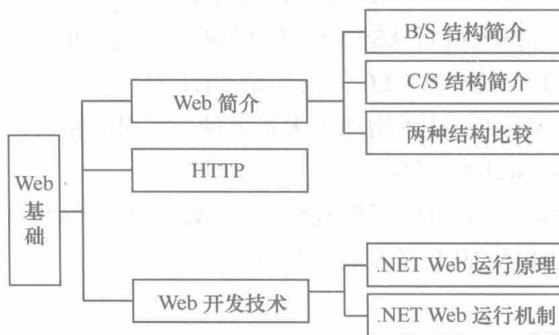 Web
基
础
Web 简介
B/S 结构简介
C/S 结构简介
两种结构比较
HTTP
Web 开发技术
.NET Web 运行原理
.NET Web 运行机制